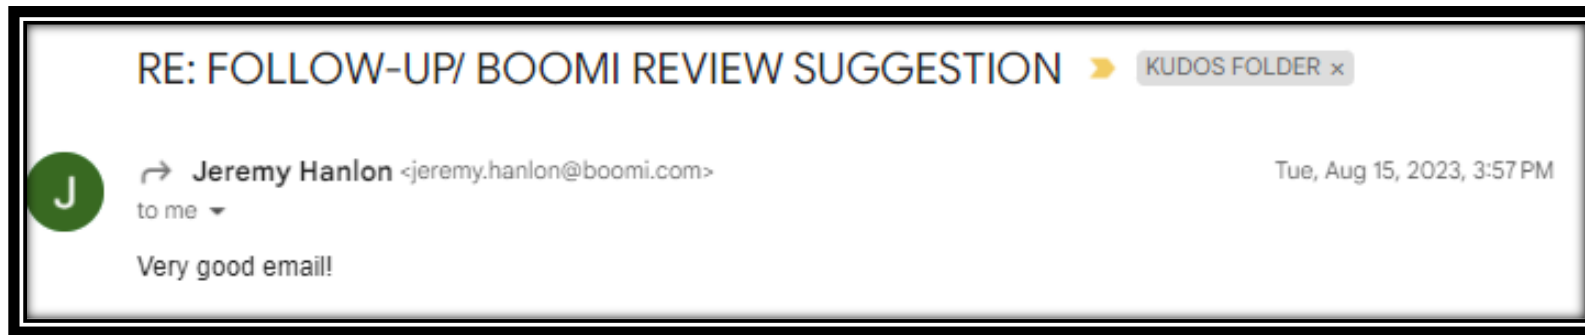 RE: FOLLOW-UP/ BOOMI REVIEW SUGGESTION KUDOS FOLDER ×
J
Jeremy Hanlon <jeremy.hanlon@boomi.com> Tue, Aug 15, 2023, 3:57 PM
to me
Very good email!